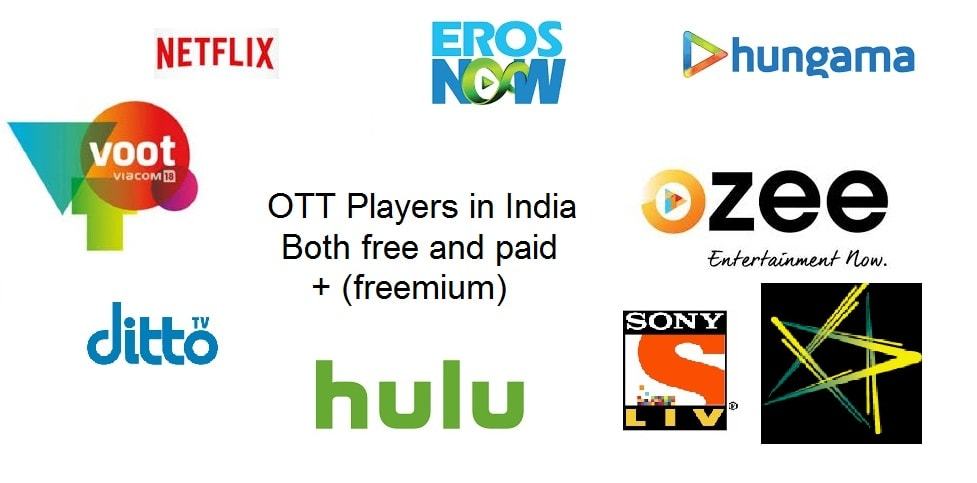 NETFLIX
EROS
NOW
hungama
voot
VIACOM 18
OTT Players in India
Both free and paid
+ (freemium)
ozee
Entertainment Now.
ditto TV
hulu
SONY
S
LIV®